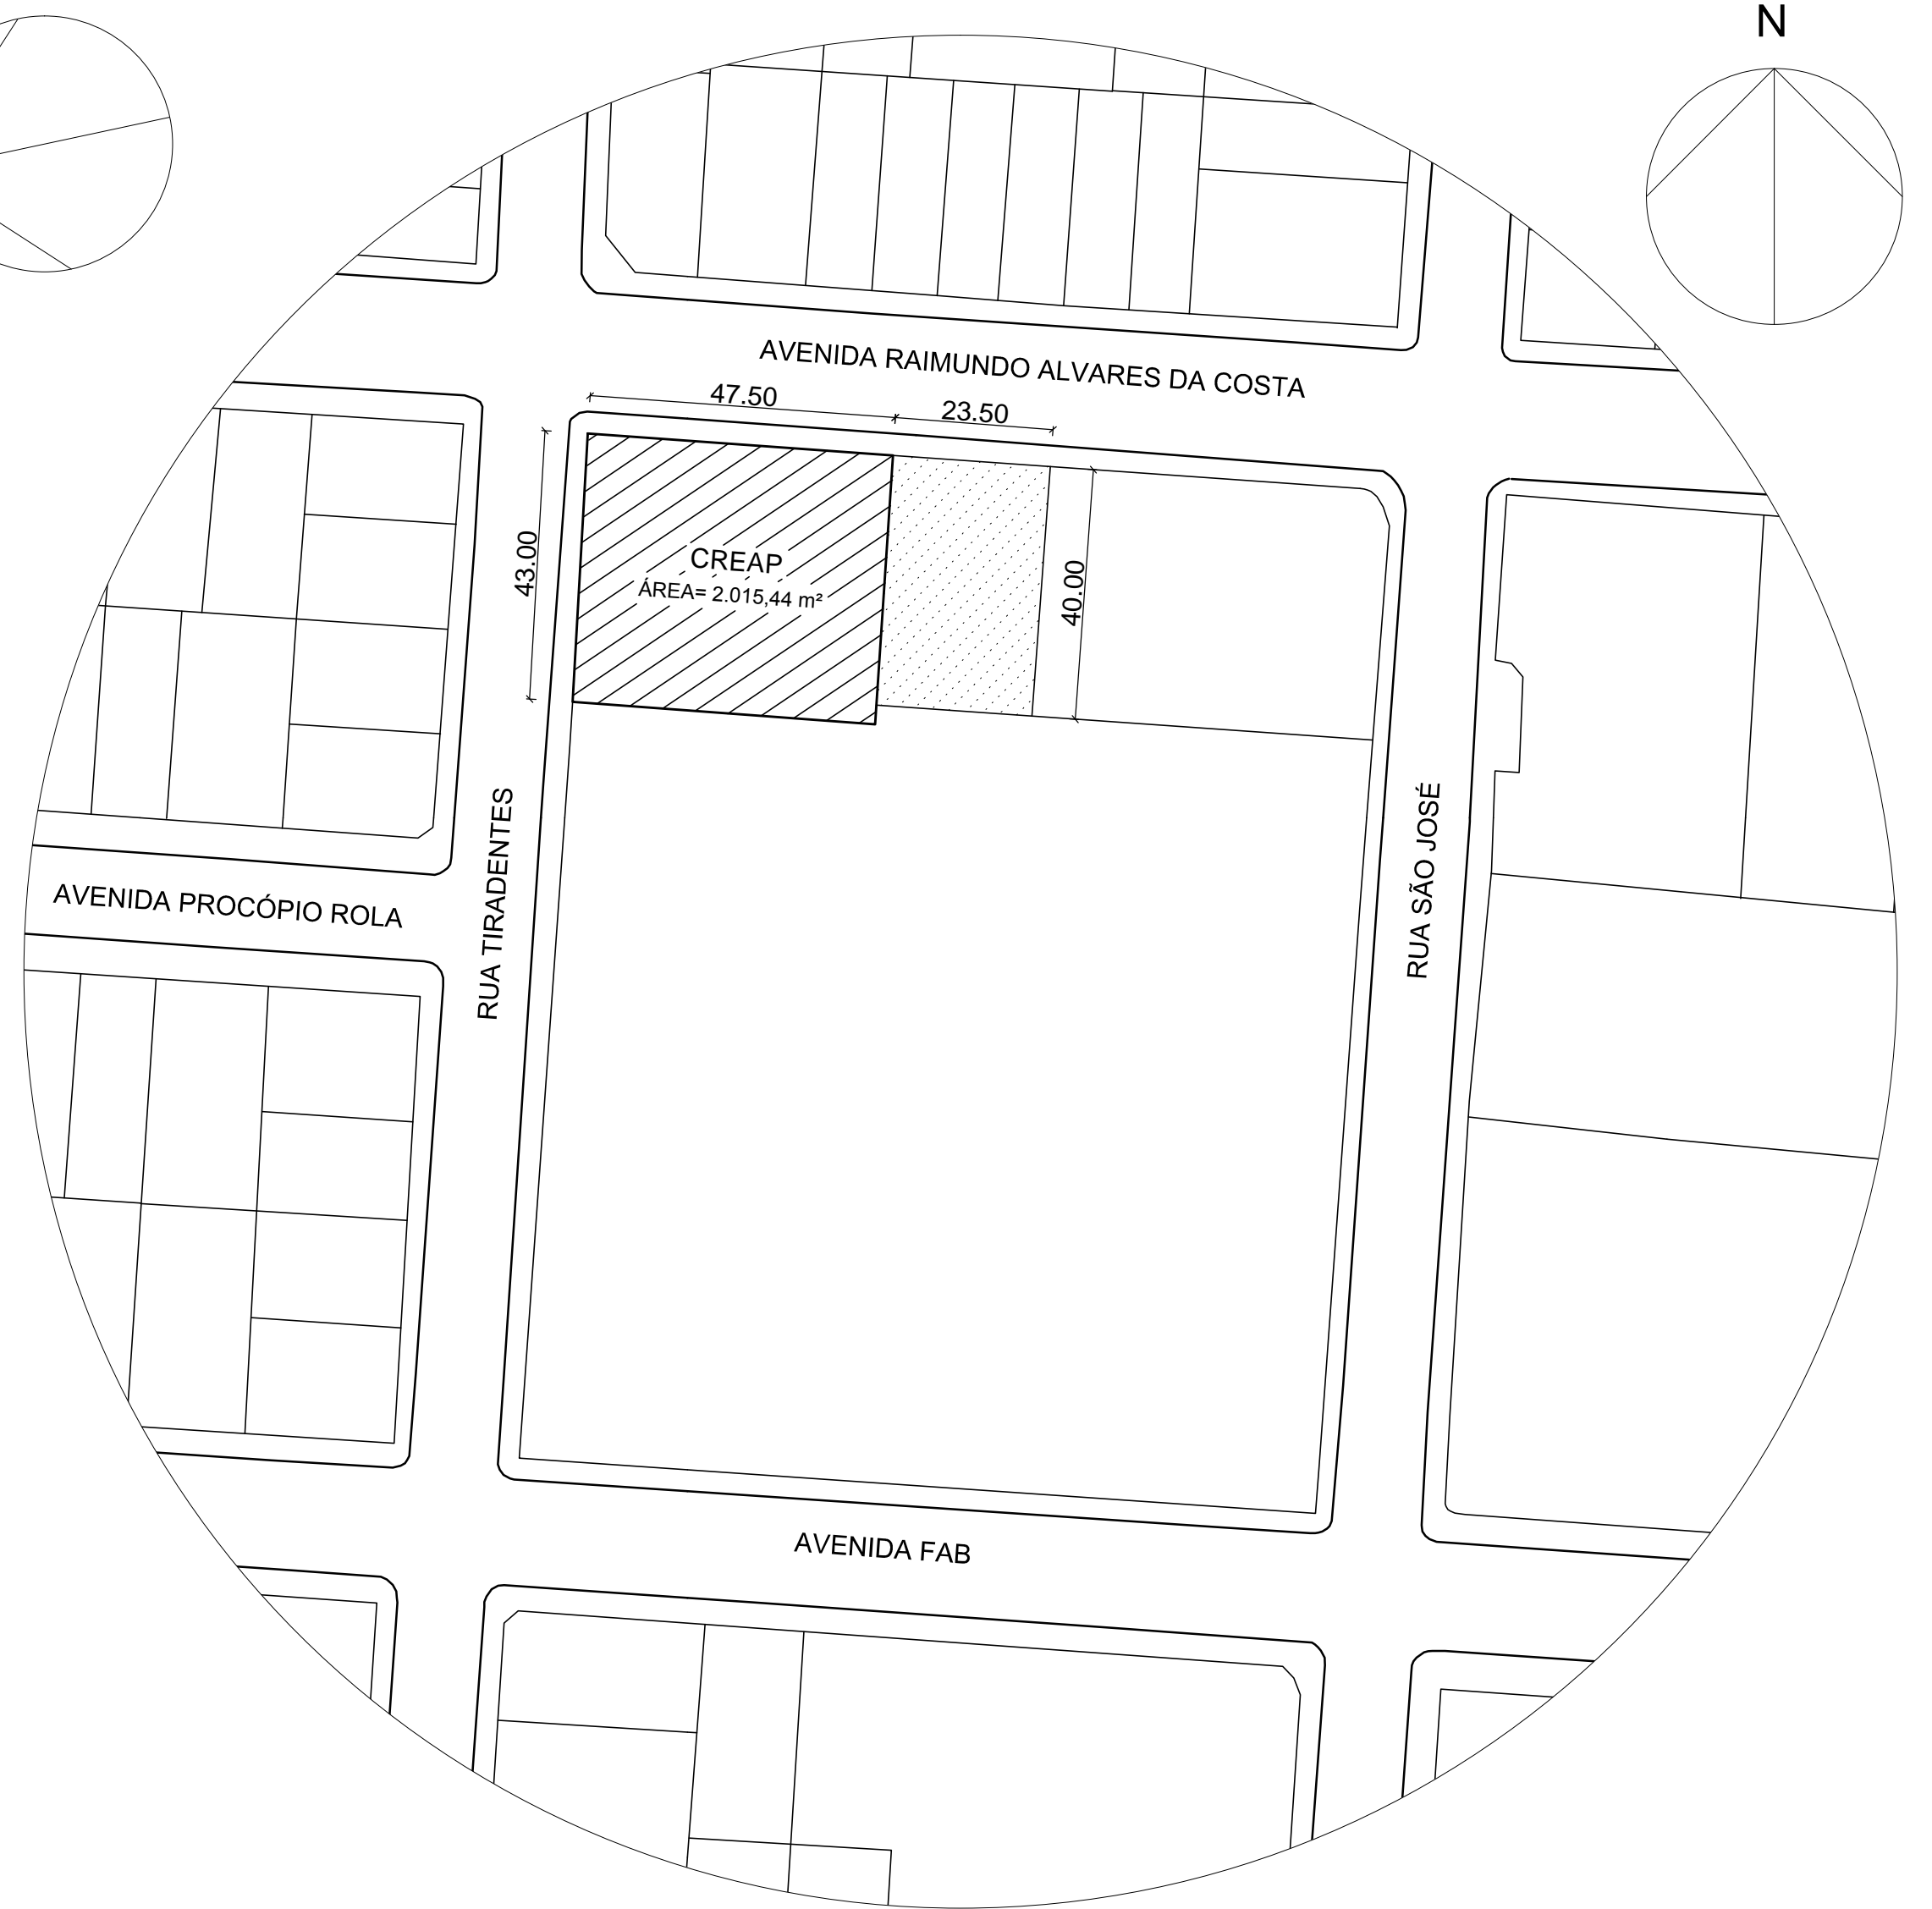 N
AVENIDA RAIMUNDO ALVARES DA COSTA
47.50
23.50
43.00
CREAP
ÁREA= 2.015,44 m²
40.00
RUA TIRADENTES
RUA SÃO JOSÉ
AVENIDA PROCÓPIO ROLA
AVENIDA FAB